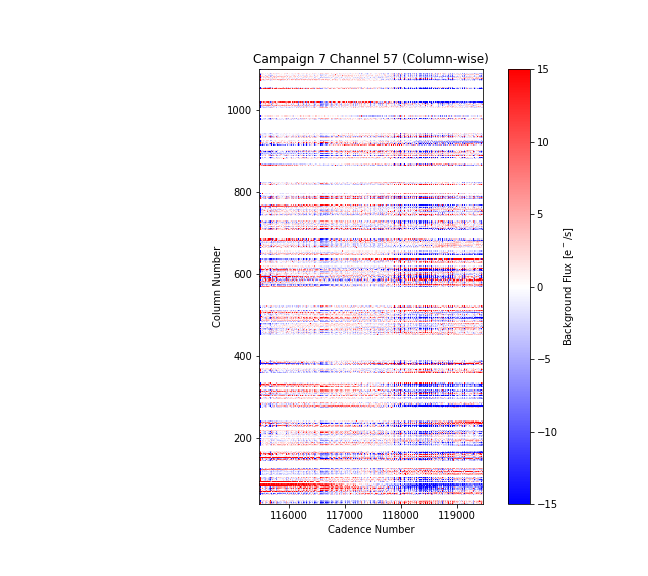 Campaign 7 Channel 57 (Column-wise)
1000
800
600
400
200
Column Number
116000 117000 118000 119000
Cadence Number
15
10
5
0
−5
−10
−15
Background Flux [e⁻/s]